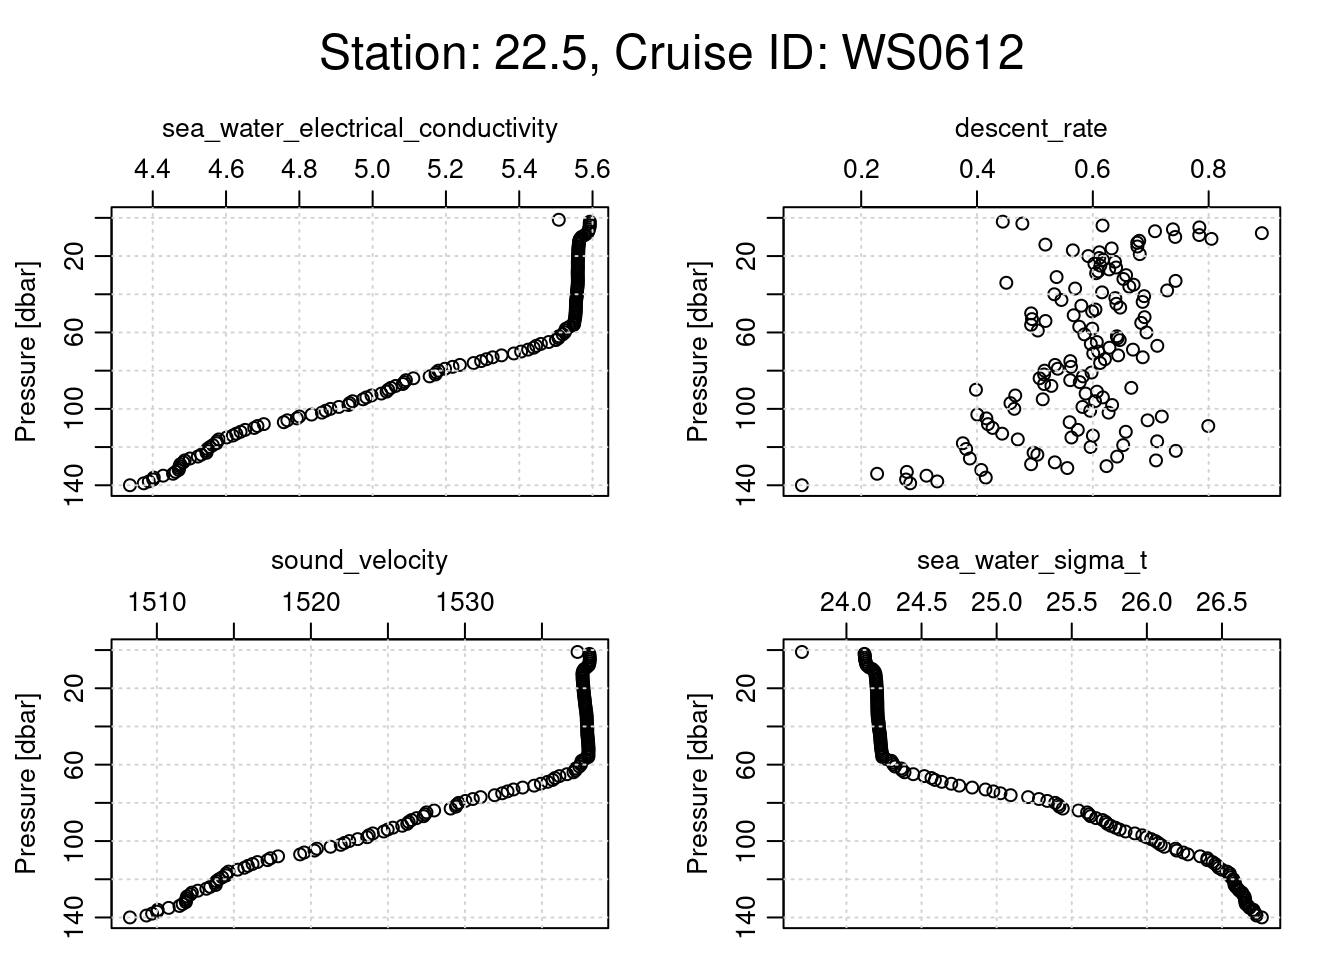 Station: 22.5, Cruise ID: WS0612
sea_water_electrical_conductivity
4.4 4.6 4.8 5.0 5.2 5.4 5.6
Pressure [dbar]
20
60
100
140
descent_rate
0.2 0.4 0.6 0.8
Pressure [dbar]
20
60
100
140
sound_velocity
1510 1520 1530
Pressure [dbar]
20
60
100
140
sea_water_sigma_t
24.0 24.5 25.0 25.5 26.0 26.5
Pressure [dbar]
20
60
100
140